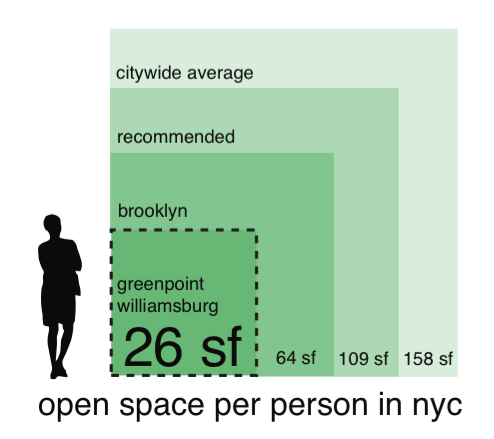 citywide average
recommended
brooklyn
greenpoint
williamsburg
26 sf
64 sf
109 sf
158 sf
open space per person in nyc